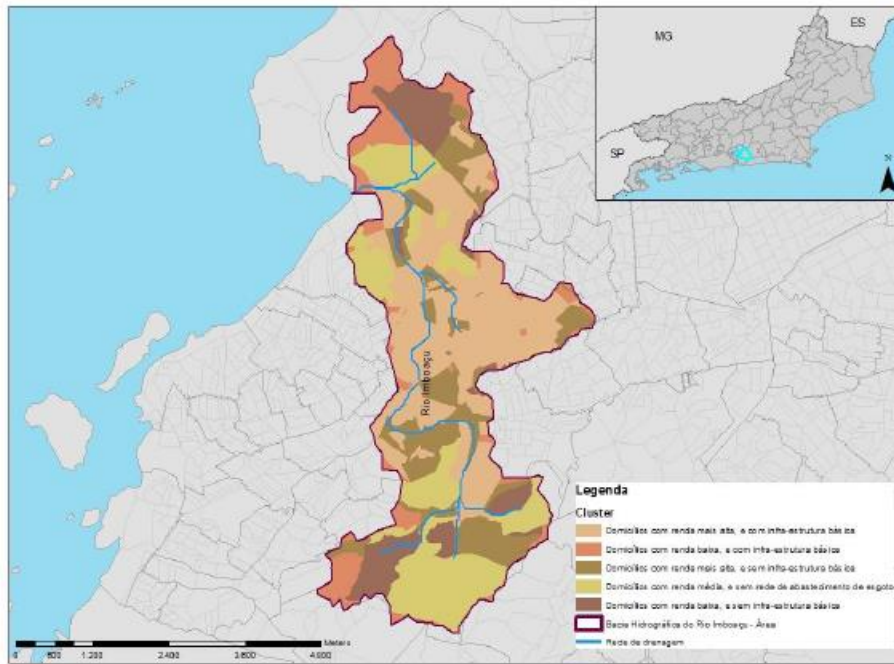 MG
ES
SP
N
Rio Imboaçu
Legenda
Cluster
Domicílios com renda mais alta, e com infra-estrutura básica
Domicílios com renda baixa, e com infra-estrutura básica
Domicílios com renda mais alta, e sem infra-estrutura básica
Domicílios com renda média, e sem rede de abastecimento de esgoto
Domicílios com renda baixa, e sem infra-estrutura básica
Bacia Hidrográfica do Rio Imboaçu - Área
Rede de drenagem
Meters
0 600 1.200 2.400 3.600 4.800